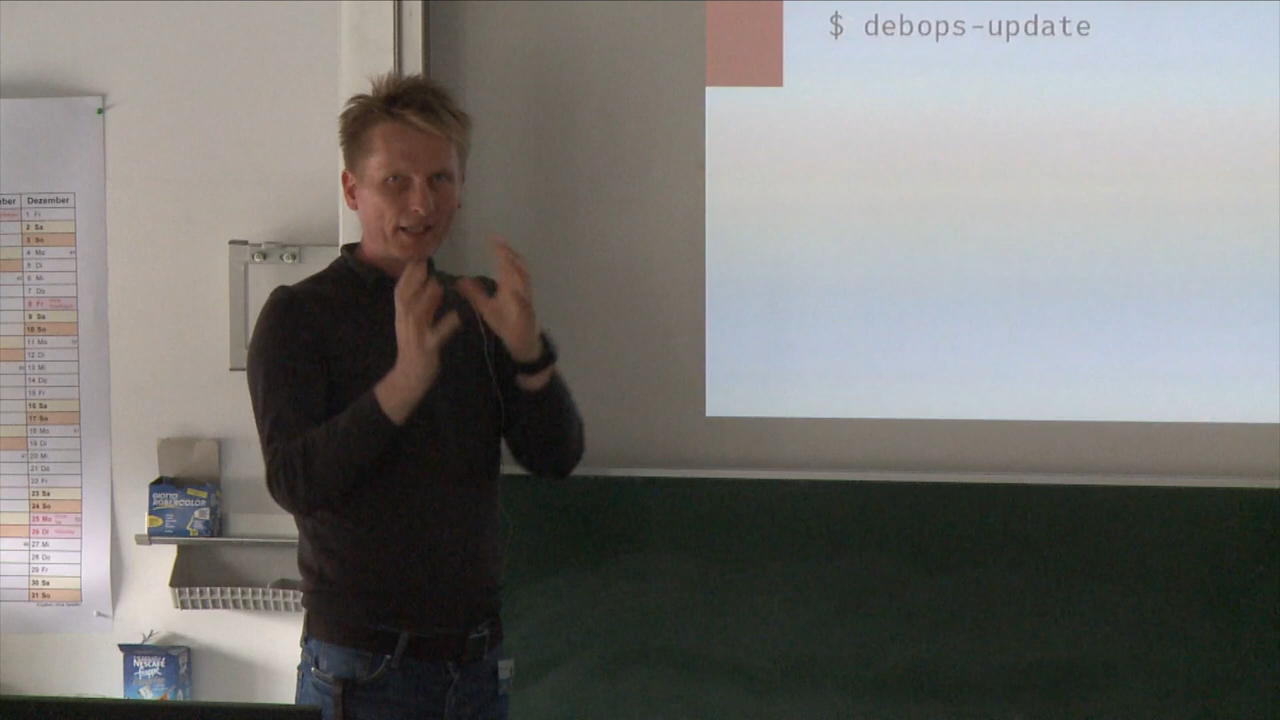 $ debops-update
Dezember
1 Fr
2 Sa
3 So
4 Mo
5 Di
6 Mi
7 Do
8 Fr
9 Sa
10 So
11 Mo
12 Di
13 Mi
14 Do
15 Fr
16 Sa
17 So
18 Mo
19 Di
20 Mi
21 Do
22 Fr
23 Sa
24 So
25 Mo
26 Di
27 Mi
28 Do
29 Fr
30 Sa
31 So
GIOTTO
ROBERCOLOR
NESCAFÉ
frappé